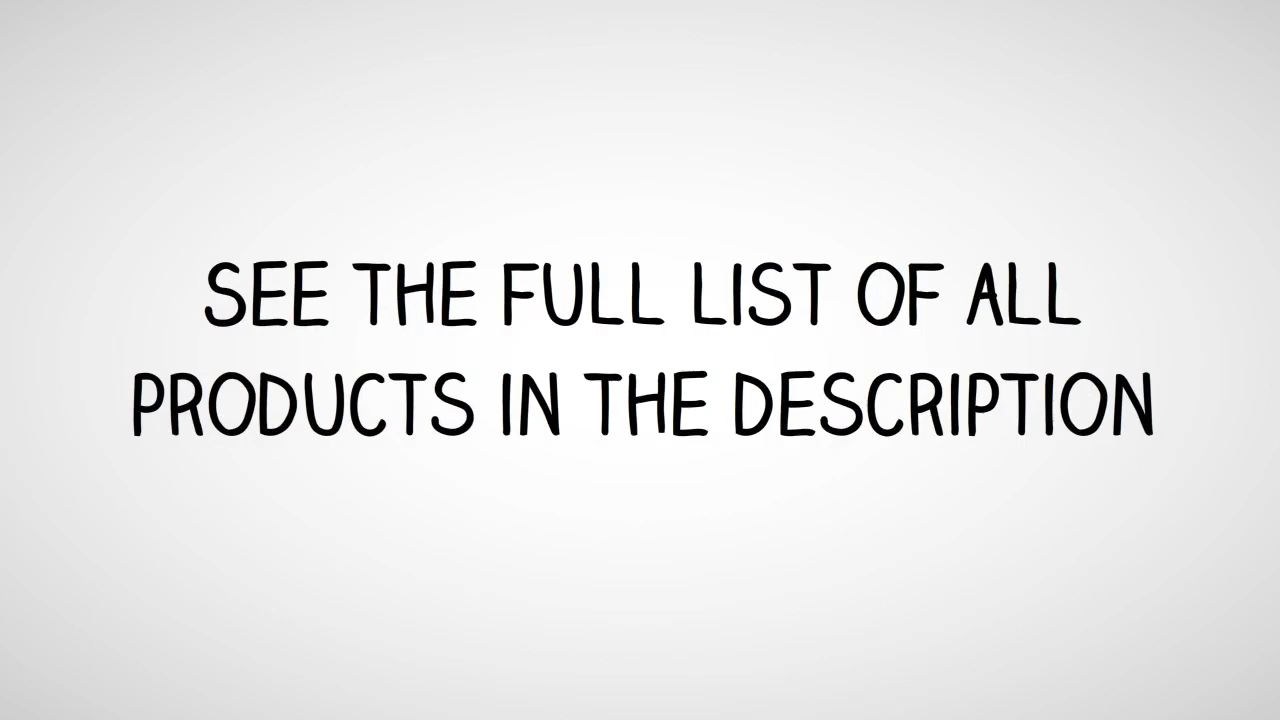 SEE THE FULL LIST OF ALL
PRODUCTS IN THE DESCRIPTION